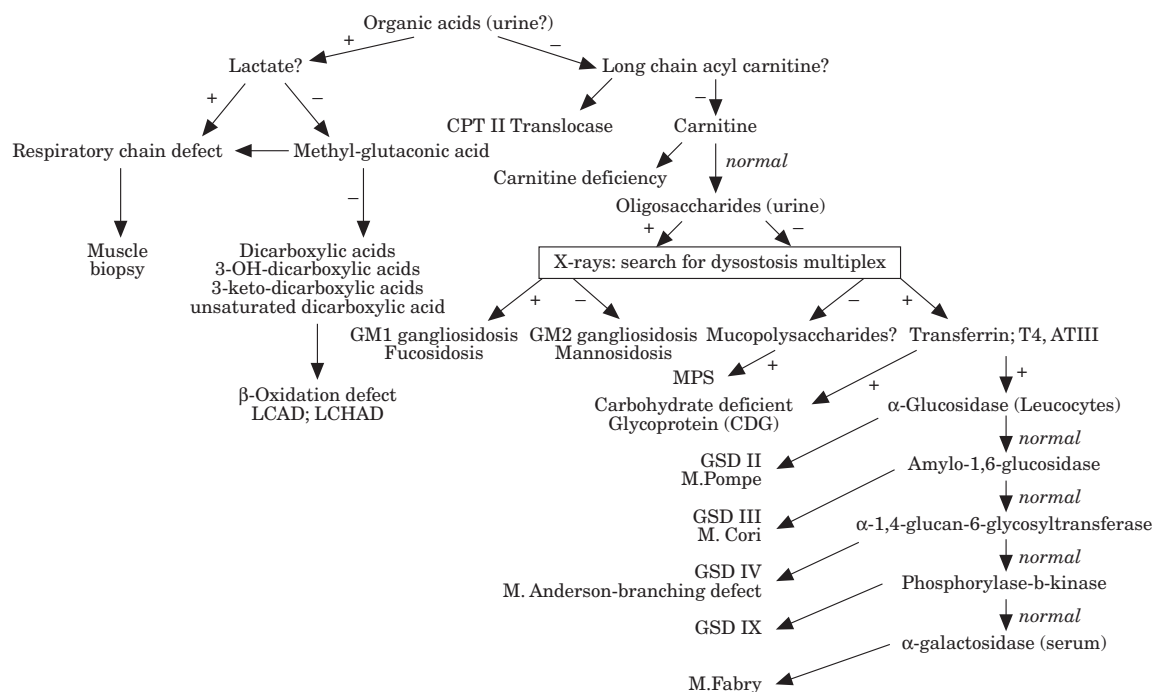 Organic acids (urine?)
+
–
Lactate?
Long chain acyl carnitine?
+
–
–
CPT II Translocase
Carnitine
Respiratory chain defect
Methyl-glutaconic acid
normal
Carnitine deficiency
–
Oligosaccharides (urine)
+
–
Muscle
biopsy
Dicarboxylic acids
3-OH-dicarboxylic acids
3-keto-dicarboxylic acids
unsaturated dicarboxylic acid
X-rays: search for dysostosis multiplex
+
–
–
+
GM1 gangliosidosis
Fucosidosis
GM2 gangliosidosis
Mannosidosis
Mucopolysaccharides?
Transferrin; T4, ATIII
+
MPS
+
+
β-Oxidation defect
LCAD; LCHAD
Carbohydrate deficient
Glycoprotein (CDG)
α-Glucosidase (Leucocytes)
normal
GSD II
M.Pompe
Amylo-1,6-glucosidase
normal
GSD III
M. Cori
α-1,4-glucan-6-glycosyltransferase
normal
GSD IV
M. Anderson-branching defect
Phosphorylase-b-kinase
normal
GSD IX
α-galactosidase (serum)
M.Fabry